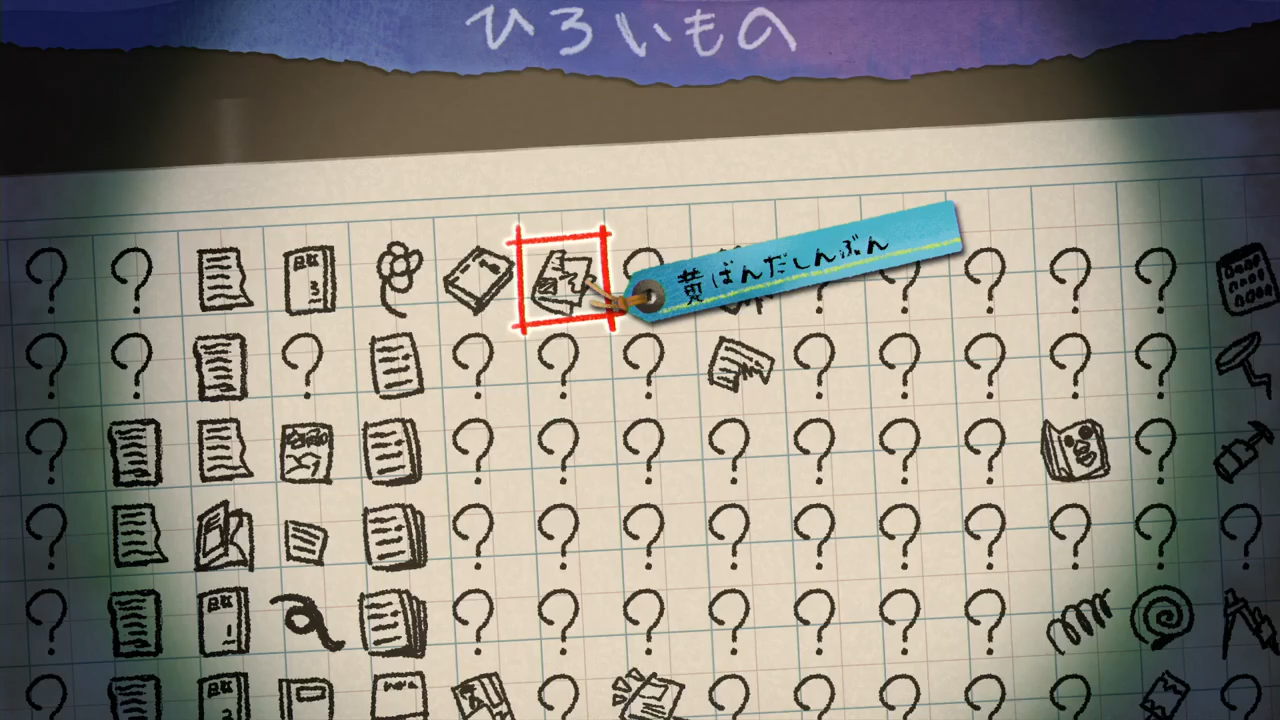 ひろいもの
黄ばんだしんぶん
？ ？ ？ ？ ？ ？ ？ ？
？ ？ ？ ？ ？ ？ ？ ？ ？ ？ ？ ？
？ ？ ？ ？ ？ ？ ？ ？ ？
？ ？ ？ ？ ？ ？ ？ ？ ？ ？ ？
？ ？ ？ ？ ？ ？ ？ ？
？ ？ ？ ？ ？ ？ ？